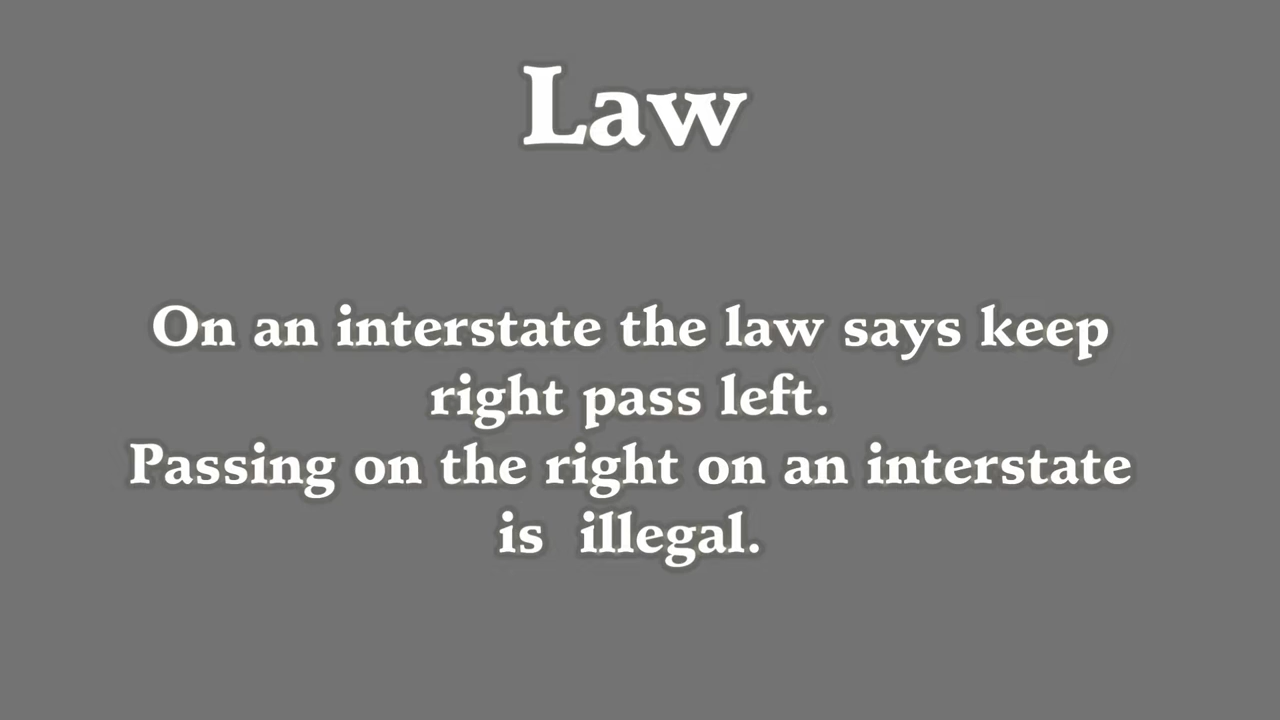 Law
On an interstate the law says keep
right pass left.
Passing on the right on an interstate
is  illegal.